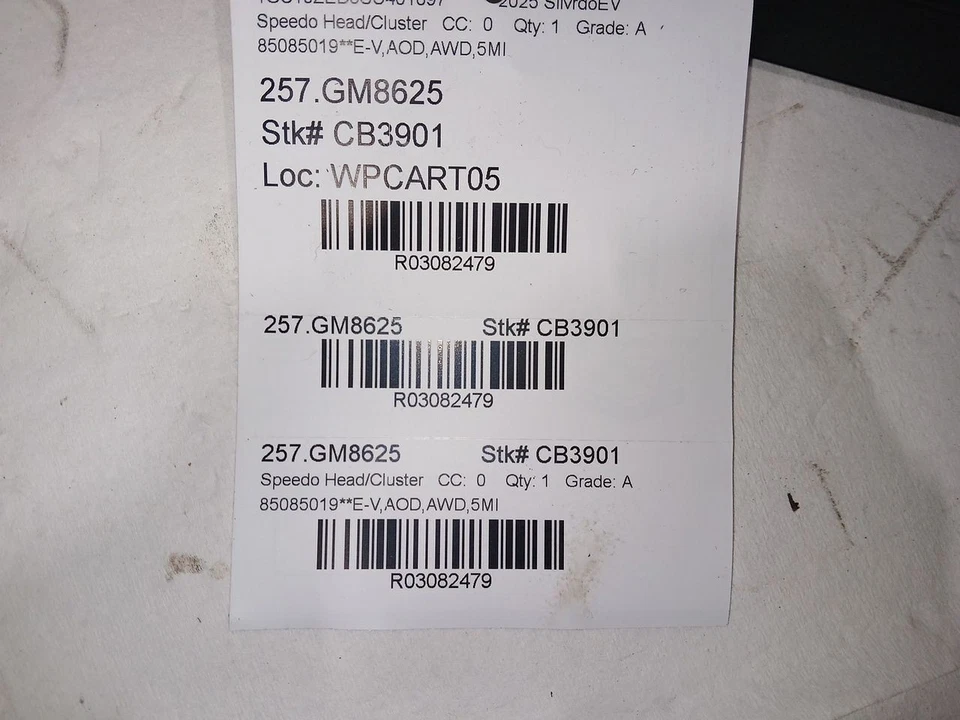 2025 SilvrdoEV
Speedo Head/Cluster CC: 0 Qty: 1 Grade: A
85085019**E-V,AOD,AWD,5MI
257.GM8625
Stk# CB3901
Loc: WPCART05
R03082479
257.GM8625 Stk# CB3901
R03082479
257.GM8625 Stk# CB3901
Speedo Head/Cluster CC: 0 Qty: 1 Grade: A
85085019**E-V,AOD,AWD,5MI
R03082479